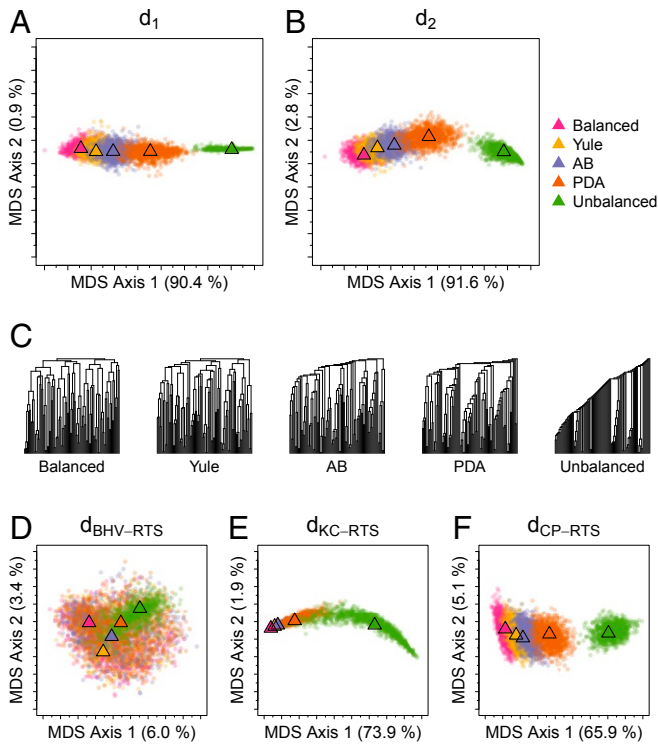 A
d1
MDS Axis 2 (0.9 %)
MDS Axis 1 (90.4 %)
B
d2
MDS Axis 2 (2.8 %)
MDS Axis 1 (91.6 %)
Balanced
Yule
AB
PDA
Unbalanced
C
Balanced
Yule
AB
PDA
Unbalanced
D
dBHV–RTS
MDS Axis 2 (3.4 %)
MDS Axis 1 (6.0 %)
E
dKC–RTS
MDS Axis 2 (1.9 %)
MDS Axis 1 (73.9 %)
F
dCP–RTS
MDS Axis 2 (5.1 %)
MDS Axis 1 (65.9 %)